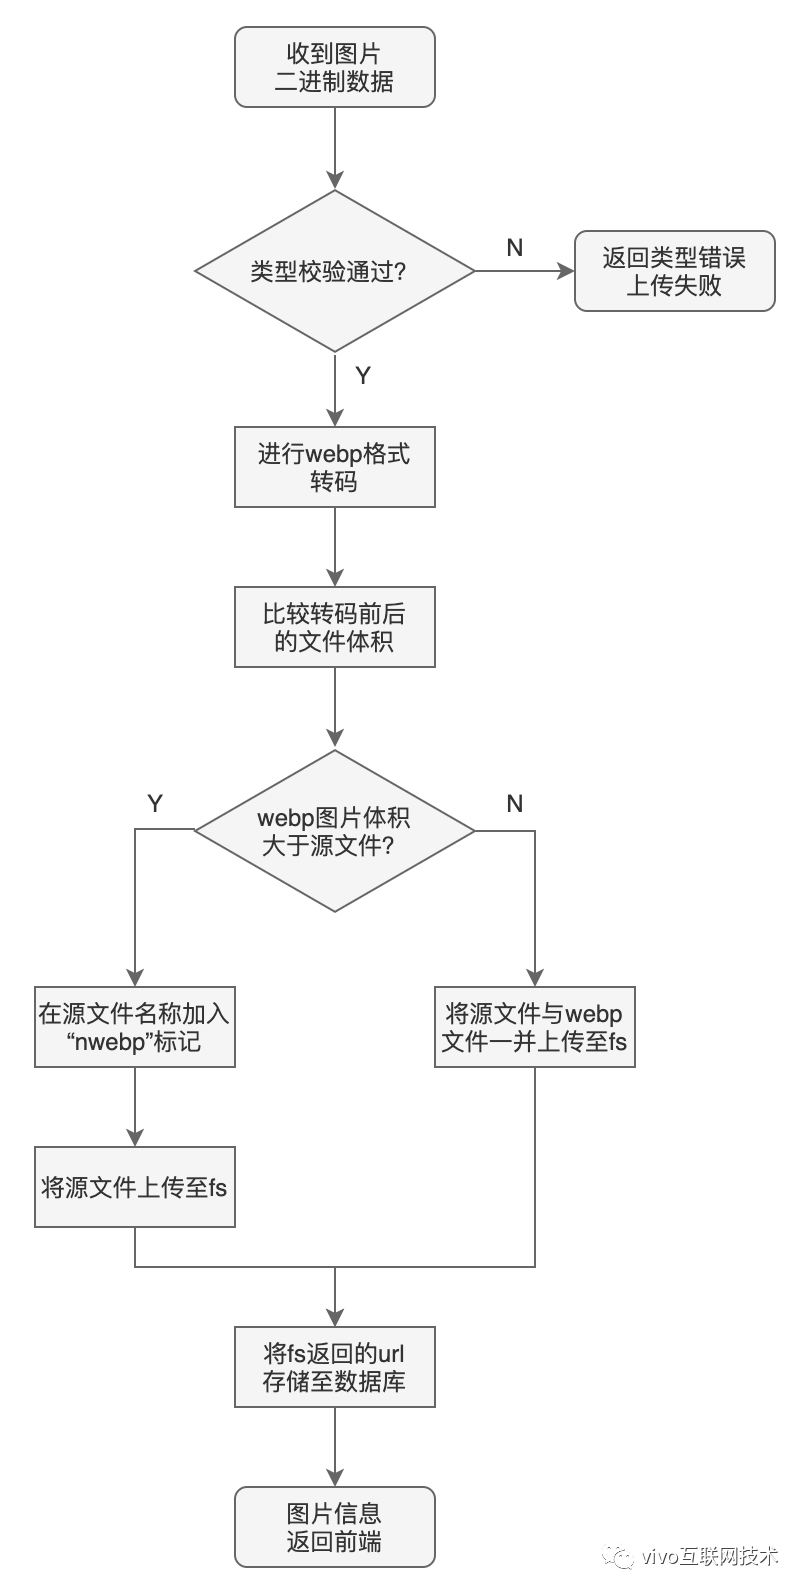 收到图片
二进制数据
类型校验通过?
N
返回类型错误
上传失败
Y
进行webp格式
转码
比较转码前后
的文件体积
Y
N
webp图片体积
大于源文件?
在源文件名称加入
“nwebp”标记
将源文件与webp
文件一并上传至fs
将源文件上传至fs
将fs返回的url
存储至数据库
图片信息
返回前端
vivo互联网技术